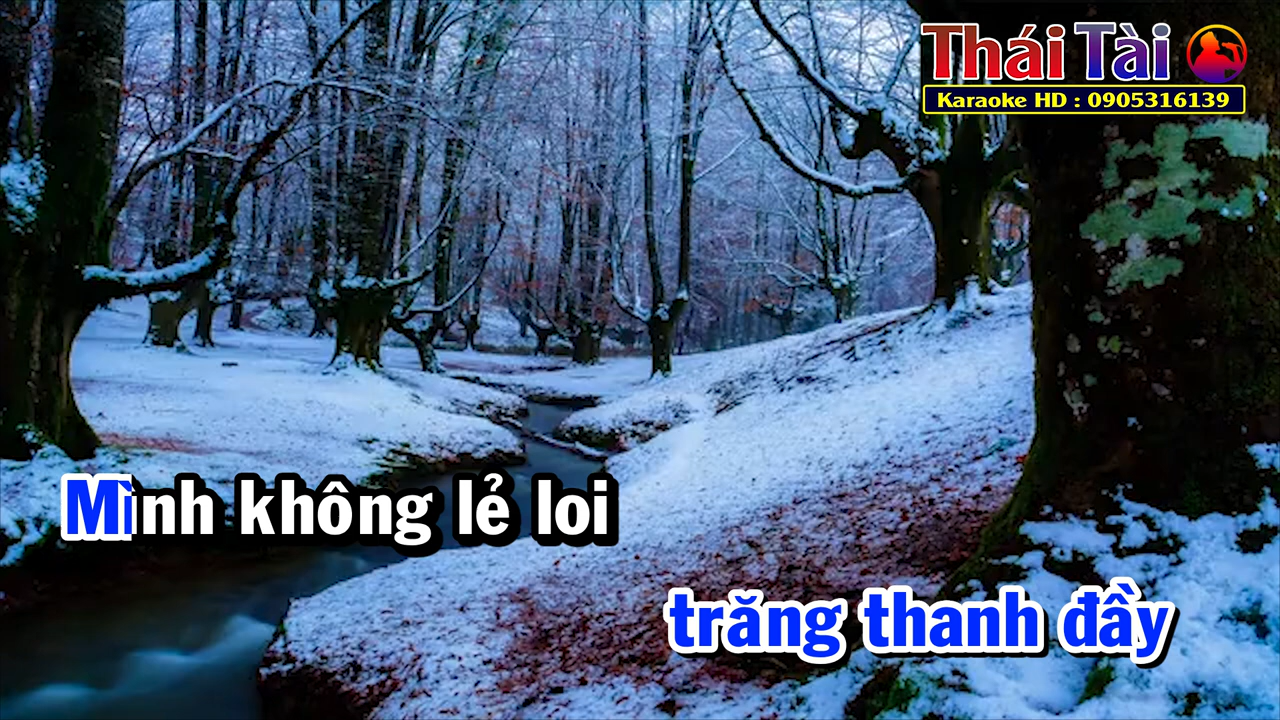 Thái Tài
Karaoke HD : 0905316139
Mình không lẻ loi
trăng thanh đầy